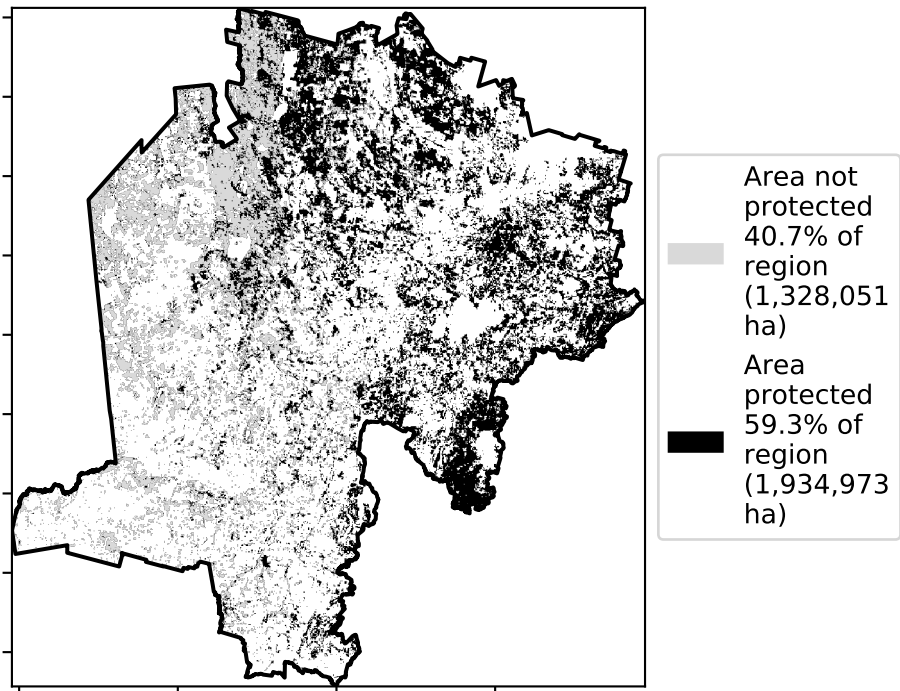 Area not
protected
40.7% of
region
(1,328,051
ha)
Area
protected
59.3% of
region
(1,934,973
ha)